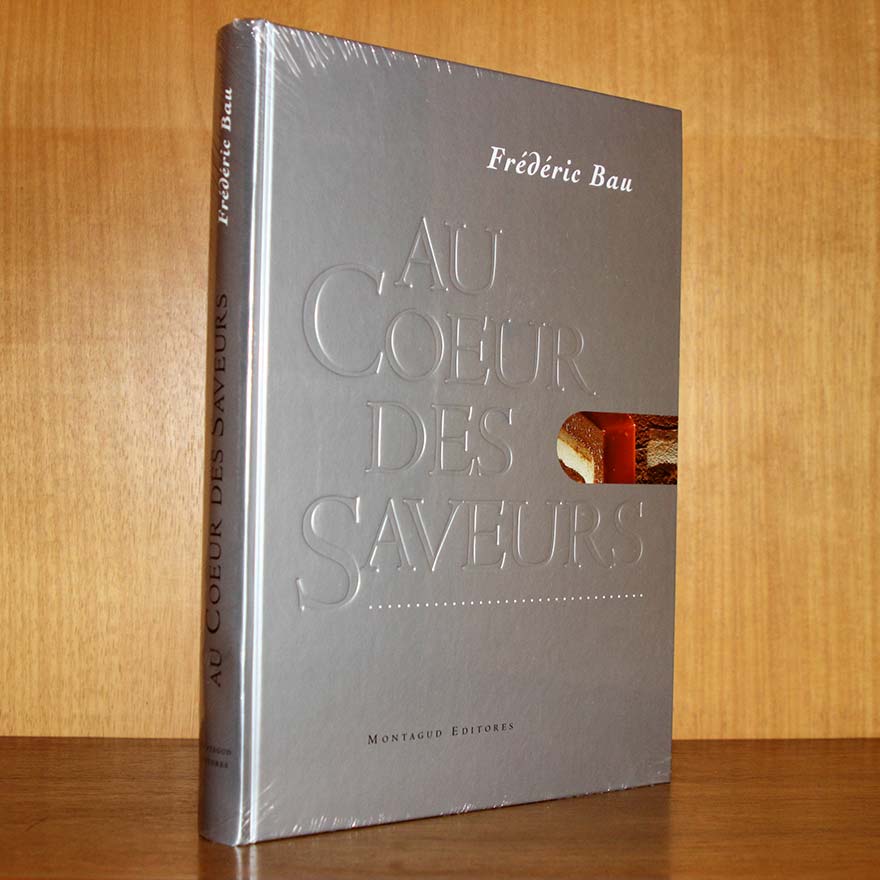 Frédéric Bau
AU
COEUR
DES
SAVEURS
MONTAGUD EDITORES
Frédéric Bau
AU COEUR DES SAVEURS